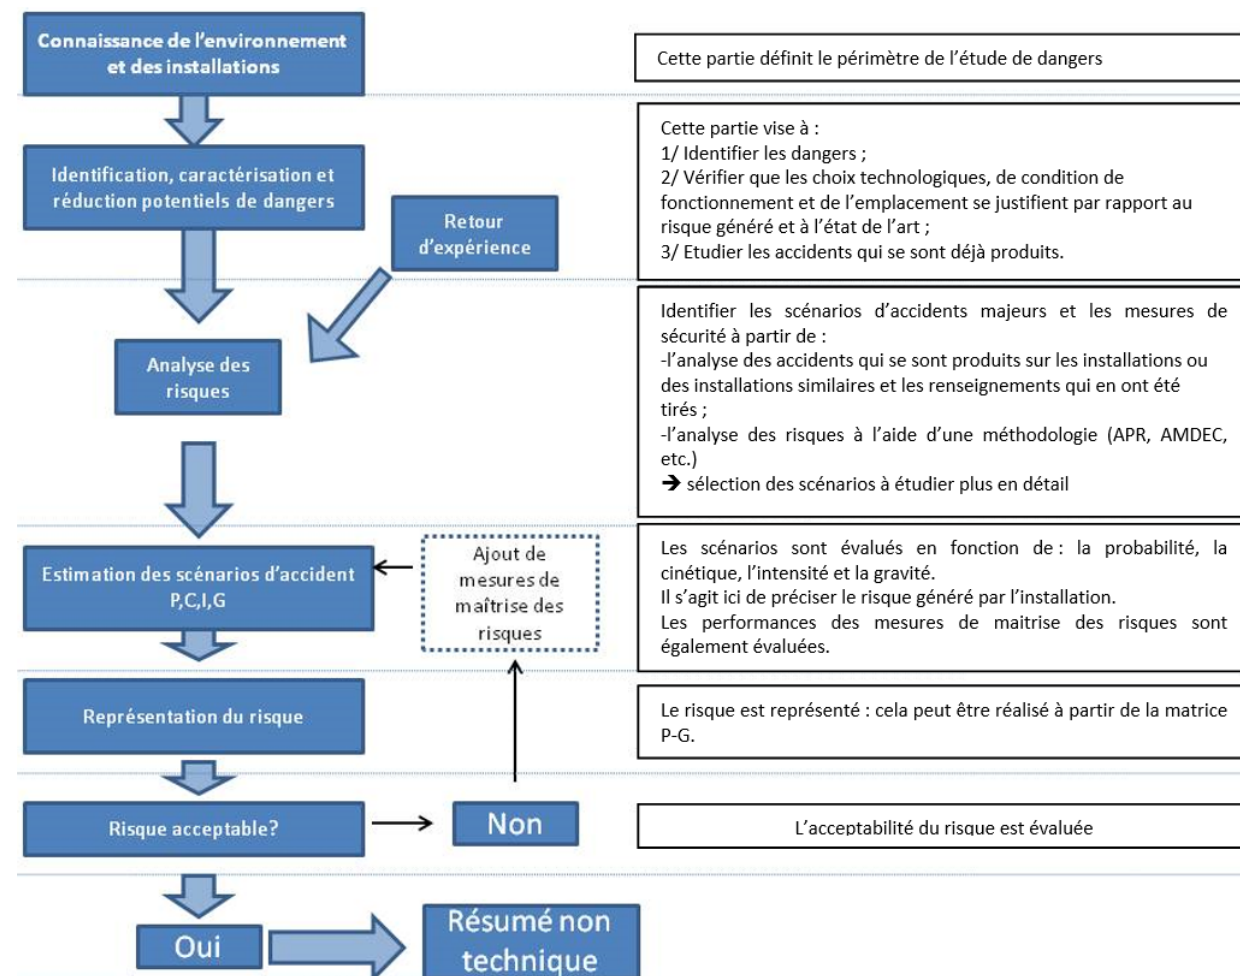 Connaissance de l'environnement
et des installations
Cette partie définit le périmètre de l'étude de dangers
Identification, caractérisation et
réduction potentiels de dangers
Retour
d'expérience
Cette partie vise à :
1/ Identifier les dangers ;
2/ Vérifier que les choix technologiques, de condition de
fonctionnement et de l'emplacement se justifient par rapport au
risque généré et à l'état de l'art ;
3/ Etudier les accidents qui se sont déjà produits.
Analyse des
risques
Identifier les scénarios d'accidents majeurs et les mesures de
sécurité à partir de :
-l'analyse des accidents qui se sont produits sur les installations ou
des installations similaires et les renseignements qui en ont été
tirés ;
-l'analyse des risques à l'aide d'une méthodologie (APR, AMDEC,
etc.)
➔ sélection des scénarios à étudier plus en détail
Estimation des scénarios d'accident
P,C,I,G
Ajout de
mesures de
maîtrise des
risques
Les scénarios sont évalués en fonction de : la probabilité, la
cinétique, l'intensité et la gravité.
Il s'agit ici de préciser le risque généré par l'installation.
Les performances des mesures de maitrise des risques sont
également évaluées.
Représentation du risque
Le risque est représenté : cela peut être réalisé à partir de la matrice
P-G.
Risque acceptable?
Non
L'acceptabilité du risque est évaluée
Oui
Résumé non
technique